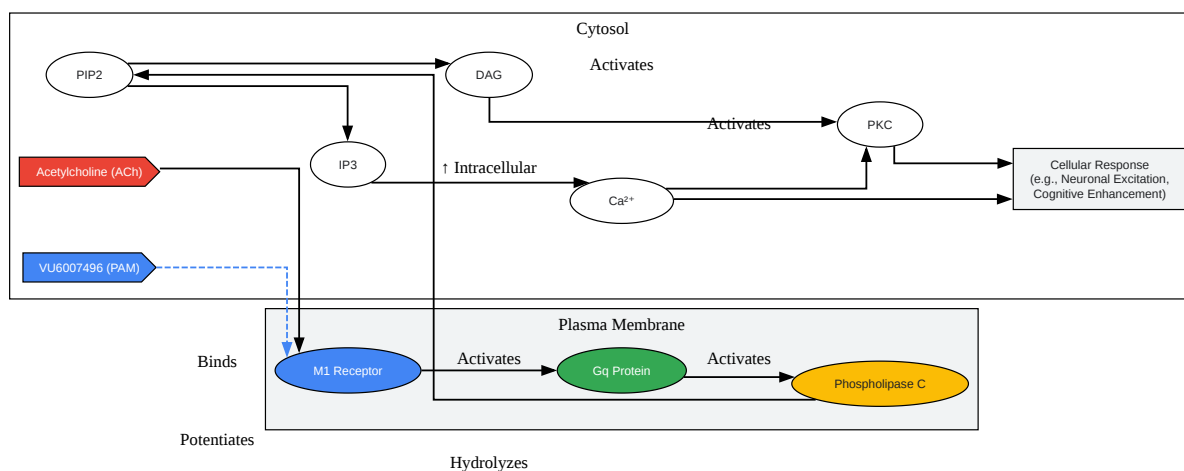 Cytosol
Activates
PIP2
DAG
Activates
PKC
IP3
↑ Intracellular
Acetylcholine (ACh)
Cellular Response
(e.g., Neuronal Excitation,
Cognitive Enhancement)
Ca²⁺
VU6007496 (PAM)
Plasma Membrane
Binds
Activates
Activates
M1 Receptor
Gq Protein
Phospholipase C
Potentiates
Hydrolyzes